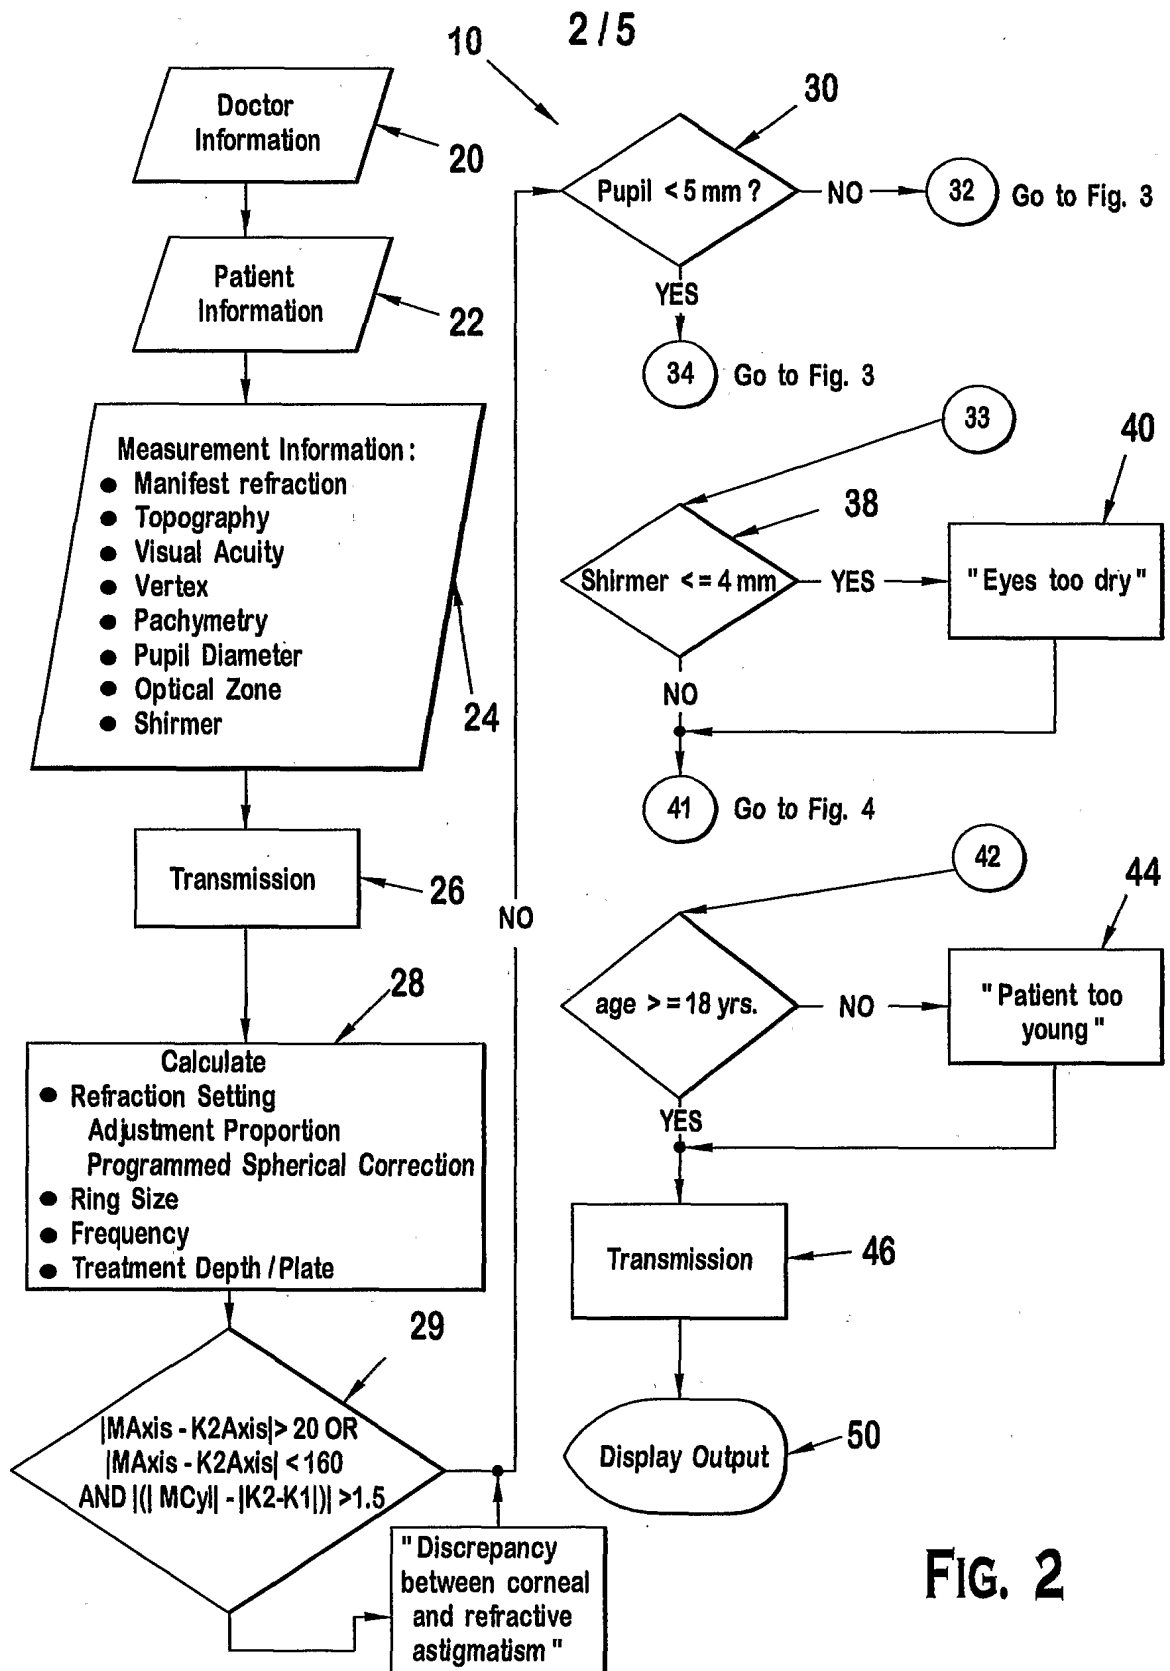 2 / 5
10
Doctor
Information
20
Patient
Information
22
Measurement Information :
● Manifest refraction
● Topography
● Visual Acuity
● Vertex
● Pachymetry
● Pupil Diameter
● Optical Zone
● Shirmer
24
Transmission
26
28
Calculate
● Refraction Setting
Adjustment Proportion
Programmed Spherical Correction
● Ring Size
● Frequency
● Treatment Depth / Plate
29
|MAxis - K2Axis| > 20 OR
|MAxis - K2Axis| < 160
AND |(| MCyl| - |K2-K1|)| >1.5
" Discrepancy
between corneal
and refractive
astigmatism "
NO
30
Pupil < 5 mm ?
NO
32
Go to Fig. 3
YES
34
Go to Fig. 3
33
38
Shirmer < = 4 mm
YES
40
" Eyes too dry "
NO
41
Go to Fig. 4
42
age > = 18 yrs.
NO
44
" Patient too
young "
YES
Transmission
46
Display Output
50
FIG. 2